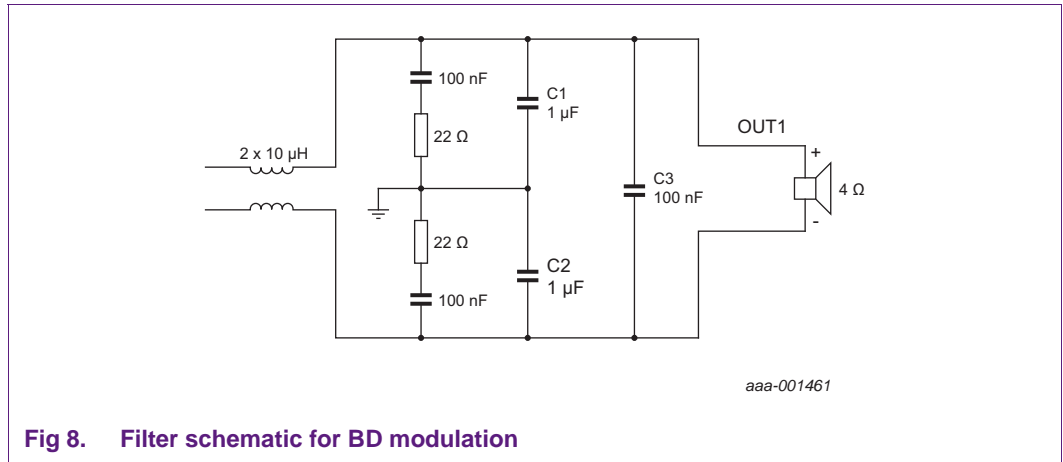 100 nF
C1
1 µF
22 Ω
OUT1
2 x 10 µH
+
C3
100 nF
4 Ω
22 Ω
-
C2
1 µF
100 nF
aaa-001461
Fig 8. Filter schematic for BD modulation